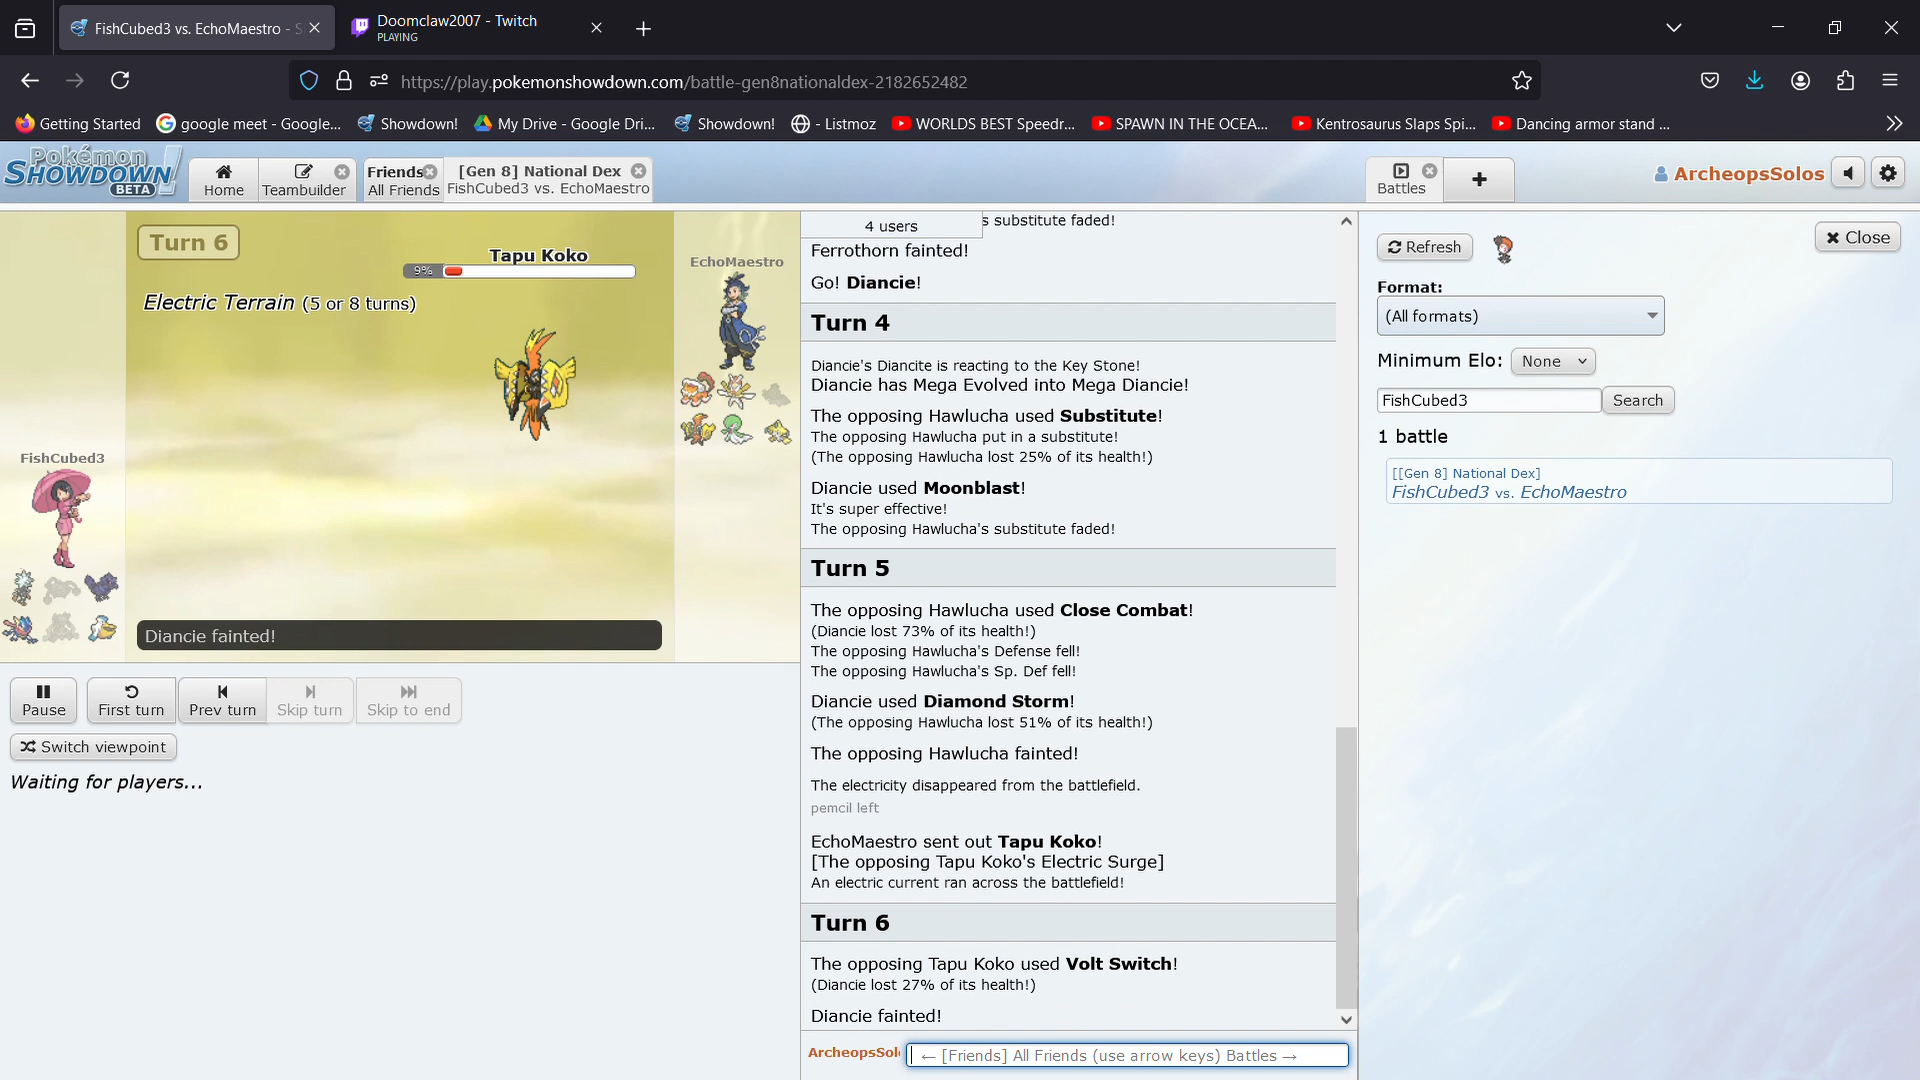 FishCubed3 vs. EchoMaestro - S
Doomclaw2007 - Twitch
PLAYING
https://play.pokemonshowdown.com/battle-gen8nationaldex-2182652482
Getting Started
google meet - Google...
Showdown!
My Drive - Google Dri...
Showdown!
- Listmoz
WORLDS BEST Speedr...
SPAWN IN THE OCEA...
Kentrosaurus Slaps Spi...
Dancing armor stand ...
Pokémon
SHOWDOWN!
BETA
Home
Teambuilder
Friends
All Friends
[Gen 8] National Dex
FishCubed3 vs. EchoMaestro
Battles
ArcheopsSolos
Turn 6
Tapu Koko
9%
Electric Terrain (5 or 8 turns)
EchoMaestro
FishCubed3
Diancie fainted!
Pause
First turn
Prev turn
Skip turn
Skip to end
Switch viewpoint
Waiting for players...
4 users
s substitute faded!
Ferrothorn fainted!
Go! Diancie!
Turn 4
Diancie's Diancite is reacting to the Key Stone!
Diancie has Mega Evolved into Mega Diancie!
The opposing Hawlucha used Substitute!
The opposing Hawlucha put in a substitute!
(The opposing Hawlucha lost 25% of its health!)
Diancie used Moonblast!
It's super effective!
The opposing Hawlucha's substitute faded!
Turn 5
The opposing Hawlucha used Close Combat!
(Diancie lost 73% of its health!)
The opposing Hawlucha's Defense fell!
The opposing Hawlucha's Sp. Def fell!
Diancie used Diamond Storm!
(The opposing Hawlucha lost 51% of its health!)
The opposing Hawlucha fainted!
The electricity disappeared from the battlefield.
pemcil left
EchoMaestro sent out Tapu Koko!
[The opposing Tapu Koko's Electric Surge]
An electric current ran across the battlefield!
Turn 6
The opposing Tapu Koko used Volt Switch!
(Diancie lost 27% of its health!)
Diancie fainted!
ArcheopsSol
← [Friends] All Friends (use arrow keys) Battles →
Refresh
Close
Format:
(All formats)
Minimum Elo:
None
FishCubed3
Search
1 battle
[[Gen 8] National Dex]
FishCubed3 vs. EchoMaestro